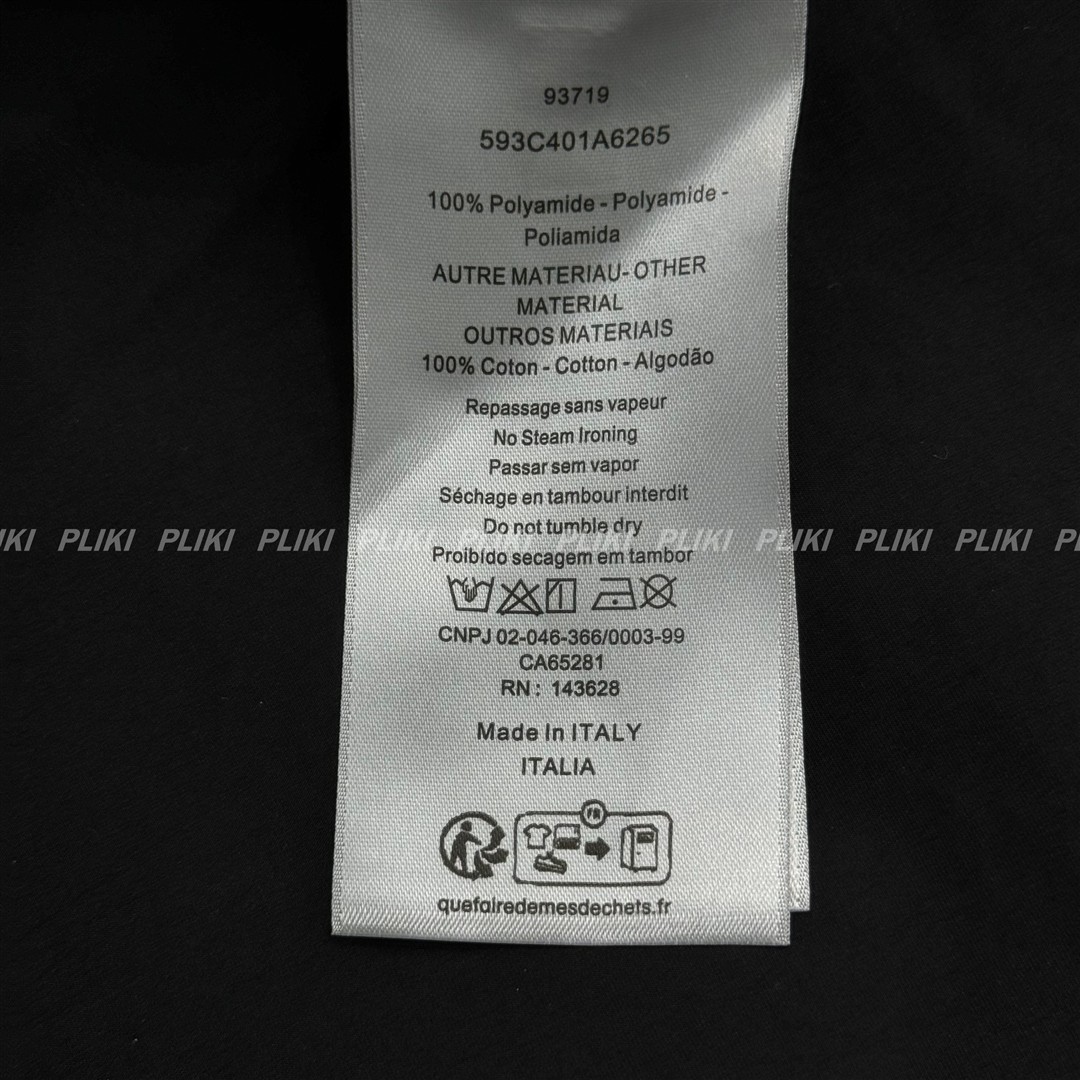 93719
593C401A6265
100% Polyamide - Polyamide -
Poliamida
AUTRE MATERIAU- OTHER
MATERIAL
OUTROS MATERIAIS
100% Coton - Cotton - Algodão
Repassage sans vapeur
No Steam Ironing
Passar sem vapor
Séchage en tambour interdit
Do not tumble dry
PLIKI PLIKI PLIKI PLIKI PLIKI PLIKI PLIKI PLIKI PLIKI PLIKI
Proibido secagem em tambor
CNPJ 02-046-366/0003-99
CA65281
RN : 143628
Made In ITALY
ITALIA
FR
quefairedemesdechets.fr